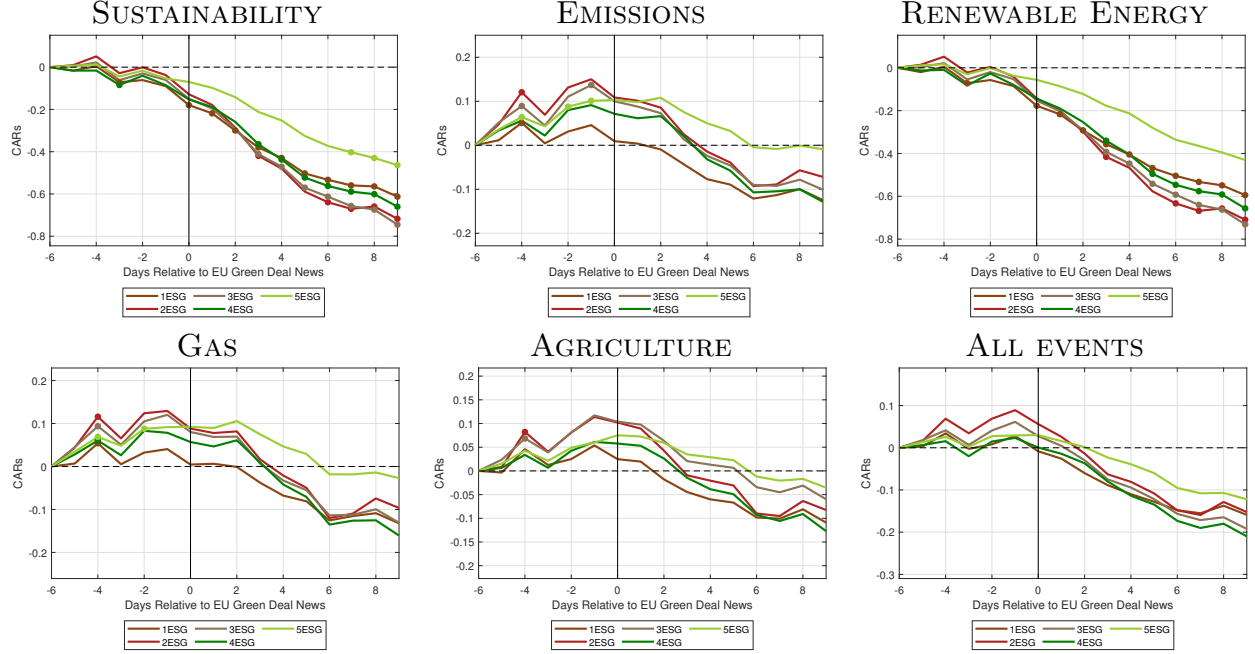 SUSTAINABILITY
0
-0.2
-0.4
-0.6
-0.8
CARs
-6 -4 -2 0 2 4 6 8
Days Relative to EU Green Deal News
1ESG 3ESG 5ESG
2ESG 4ESG
EMISSIONS
0.2
0.1
0
-0.1
-0.2
CARs
-6 -4 -2 0 2 4 6 8
Days Relative to EU Green Deal News
1ESG 3ESG 5ESG
2ESG 4ESG
RENEWABLE ENERGY
0
-0.2
-0.4
-0.6
-0.8
CARs
-6 -4 -2 0 2 4 6 8
Days Relative to EU Green Deal News
1ESG 3ESG 5ESG
2ESG 4ESG
GAS
0.2
0.1
0
-0.1
-0.2
CARs
-6 -4 -2 0 2 4 6 8
Days Relative to EU Green Deal News
1ESG 3ESG 5ESG
2ESG 4ESG
AGRICULTURE
0.2
0.15
0.1
0.05
0
-0.05
-0.1
-0.15
-0.2
CARs
-6 -4 -2 0 2 4 6 8
Days Relative to EU Green Deal News
1ESG 3ESG 5ESG
2ESG 4ESG
ALL EVENTS
0.1
0
-0.1
-0.2
-0.3
CARs
-6 -4 -2 0 2 4 6 8
Days Relative to EU Green Deal News
1ESG 3ESG 5ESG
2ESG 4ESG